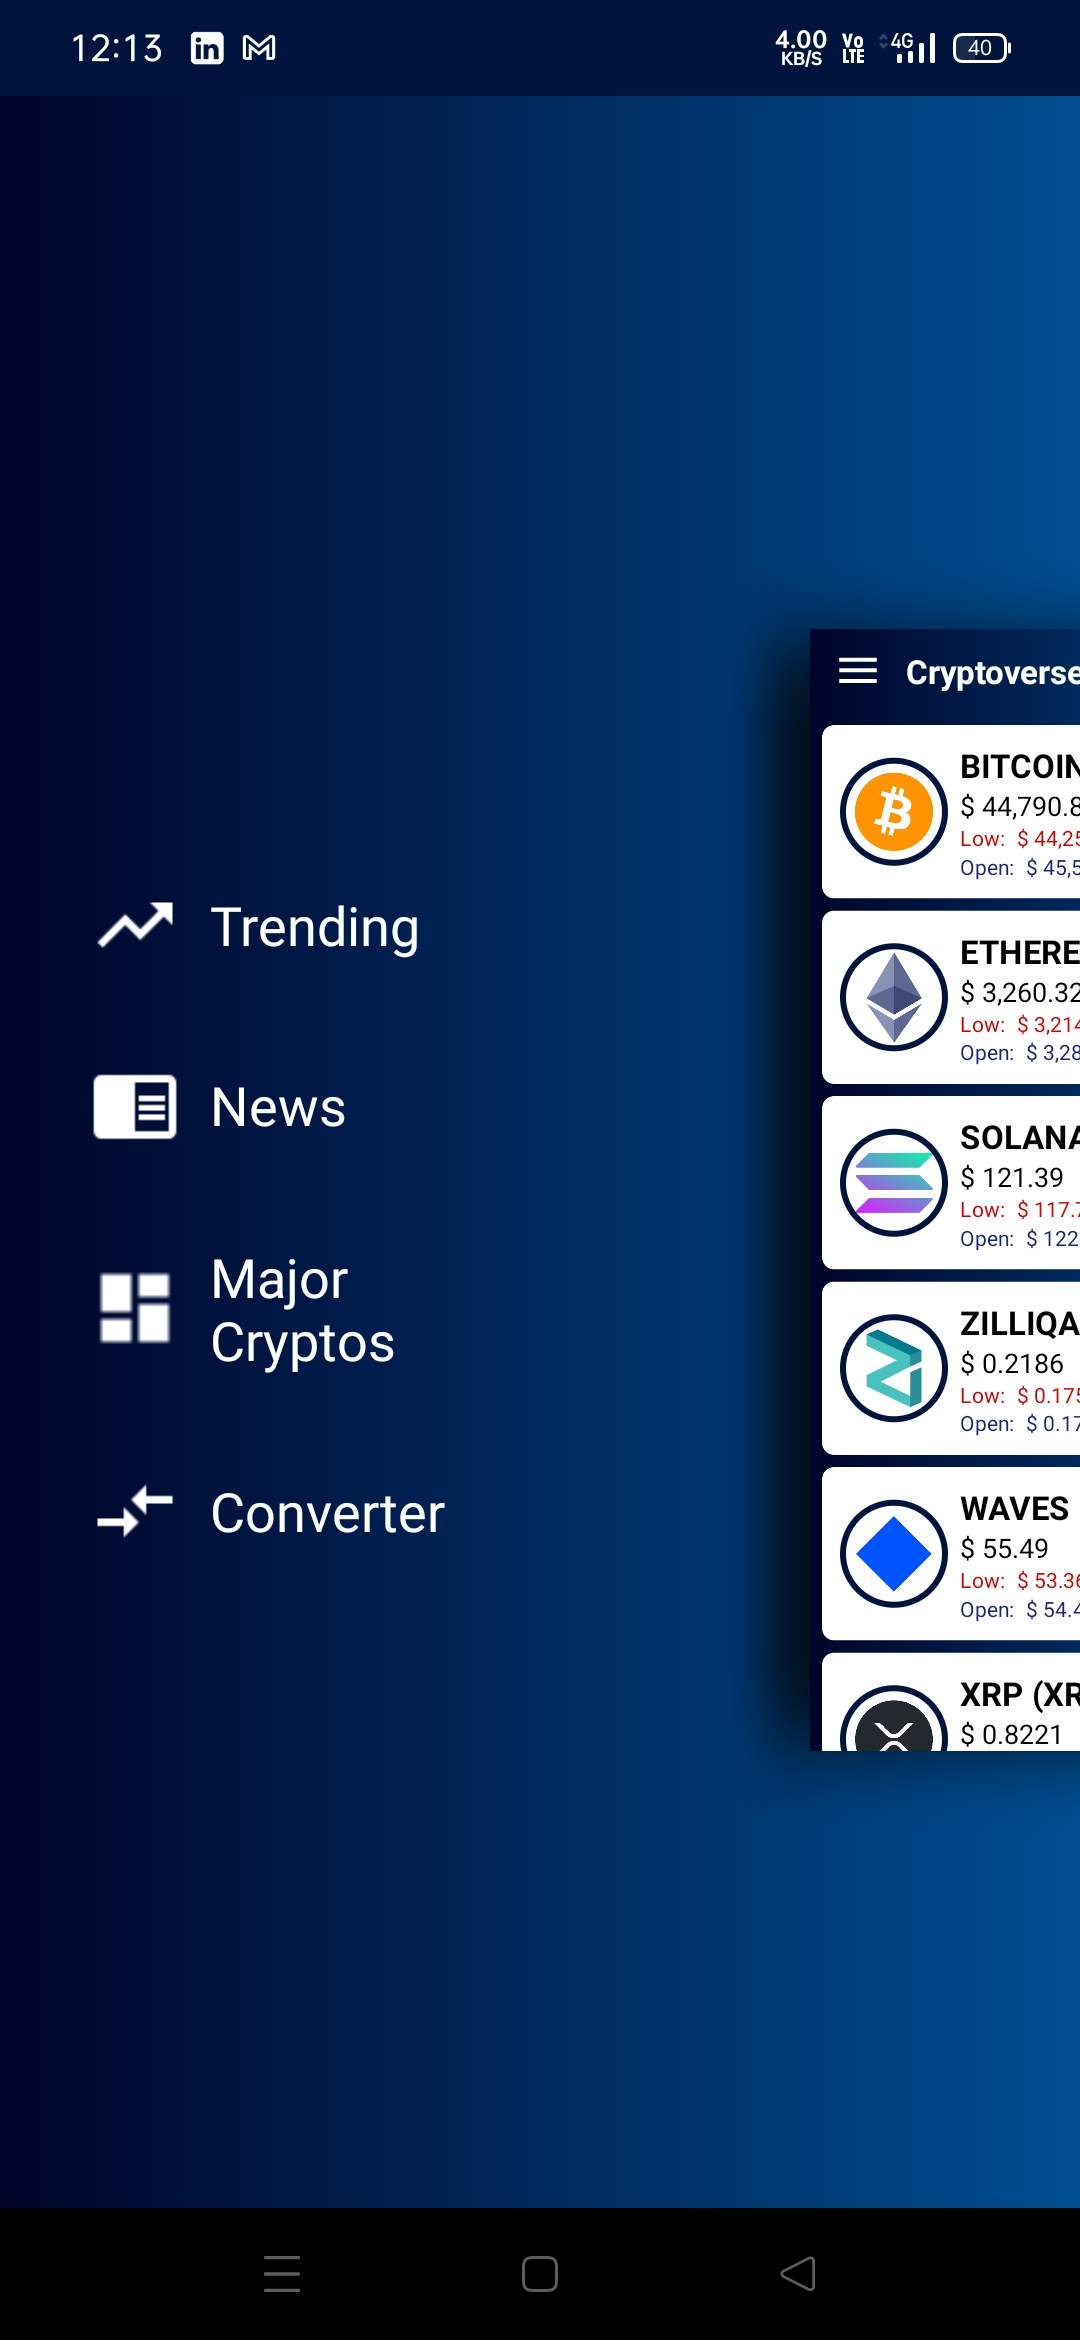 12:13
4.00 KB/S Vo LTE 4G 40
Trending
News
Major
Cryptos
Converter
Cryptoverse
BITCOIN
$ 44,790.8
Low: $ 44,25
Open: $ 45,5
ETHERE
$ 3,260.32
Low: $ 3,214
Open: $ 3,28
SOLANA
$ 121.39
Low: $ 117.7
Open: $ 122
ZILLIQA
$ 0.2186
Low: $ 0.175
Open: $ 0.17
WAVES
$ 55.49
Low: $ 53.36
Open: $ 54.4
XRP (XR
$ 0.8221